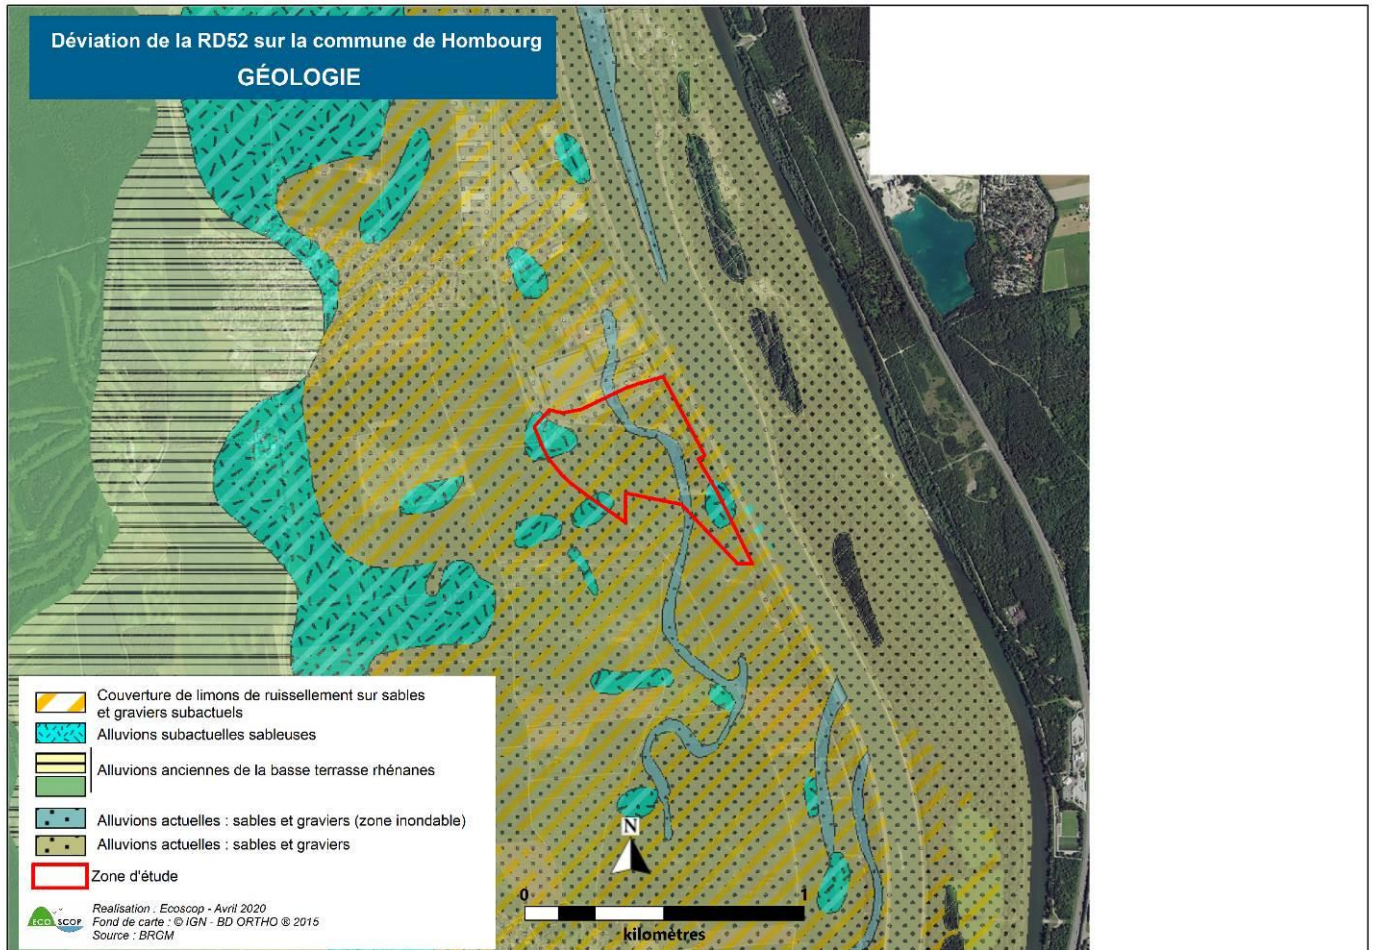 Déviation de la RD52 sur la commune de Hombourg
GÉOLOGIE
Couverture de limons de ruissellement sur sables
et graviers subactuels
Alluvions subactuelles sableuses
Alluvions anciennes de la basse terrasse rhénanes
Alluvions actuelles : sables et graviers (zone inondable)
Alluvions actuelles : sables et graviers
Zone d'étude
ECO SCOP
Realisation : Ecoscop - Avril 2020
Fond de carte : © IGN - BD ORTHO ® 2015
Source : BRGM
N
0 1
kilomètres